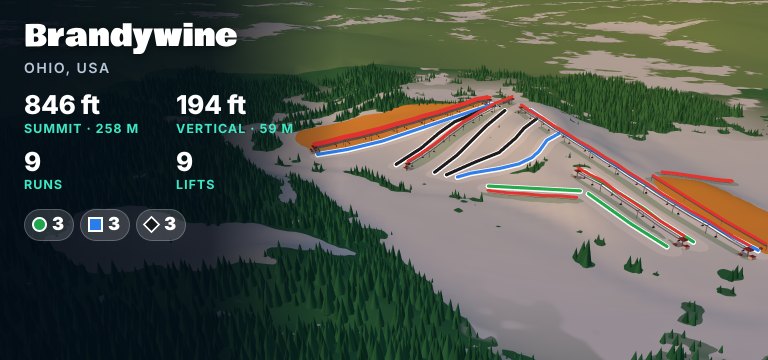 Brandywine
OHIO, USA
846 ft
194 ft
SUMMIT · 258 M
VERTICAL · 59 M
9
9
RUNS
LIFTS
3
3
3